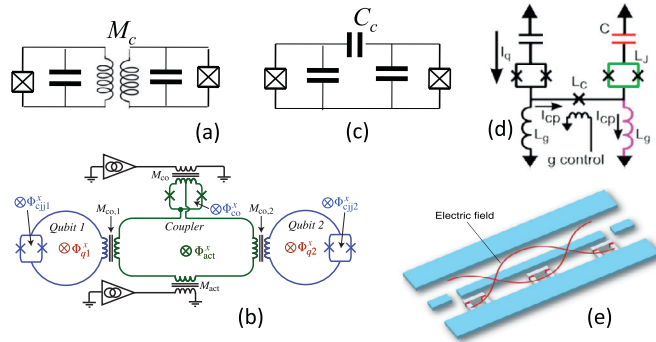 M_c
(a)
C_c
(c)
I_q
C
L_J
L_C
I_cp
I_cp
L_g
L_g
g control
(d)
M_co
⊗Φ^x_cjj1
⊗Φ^x_co
⊗Φ^x_cjj2
Qubit 1
M_co,1
Coupler
M_co,2
Qubit 2
⊗Φ^x_q1
⊗Φ^x_act
⊗Φ^x_q2
M_act
(b)
Electric field
(e)